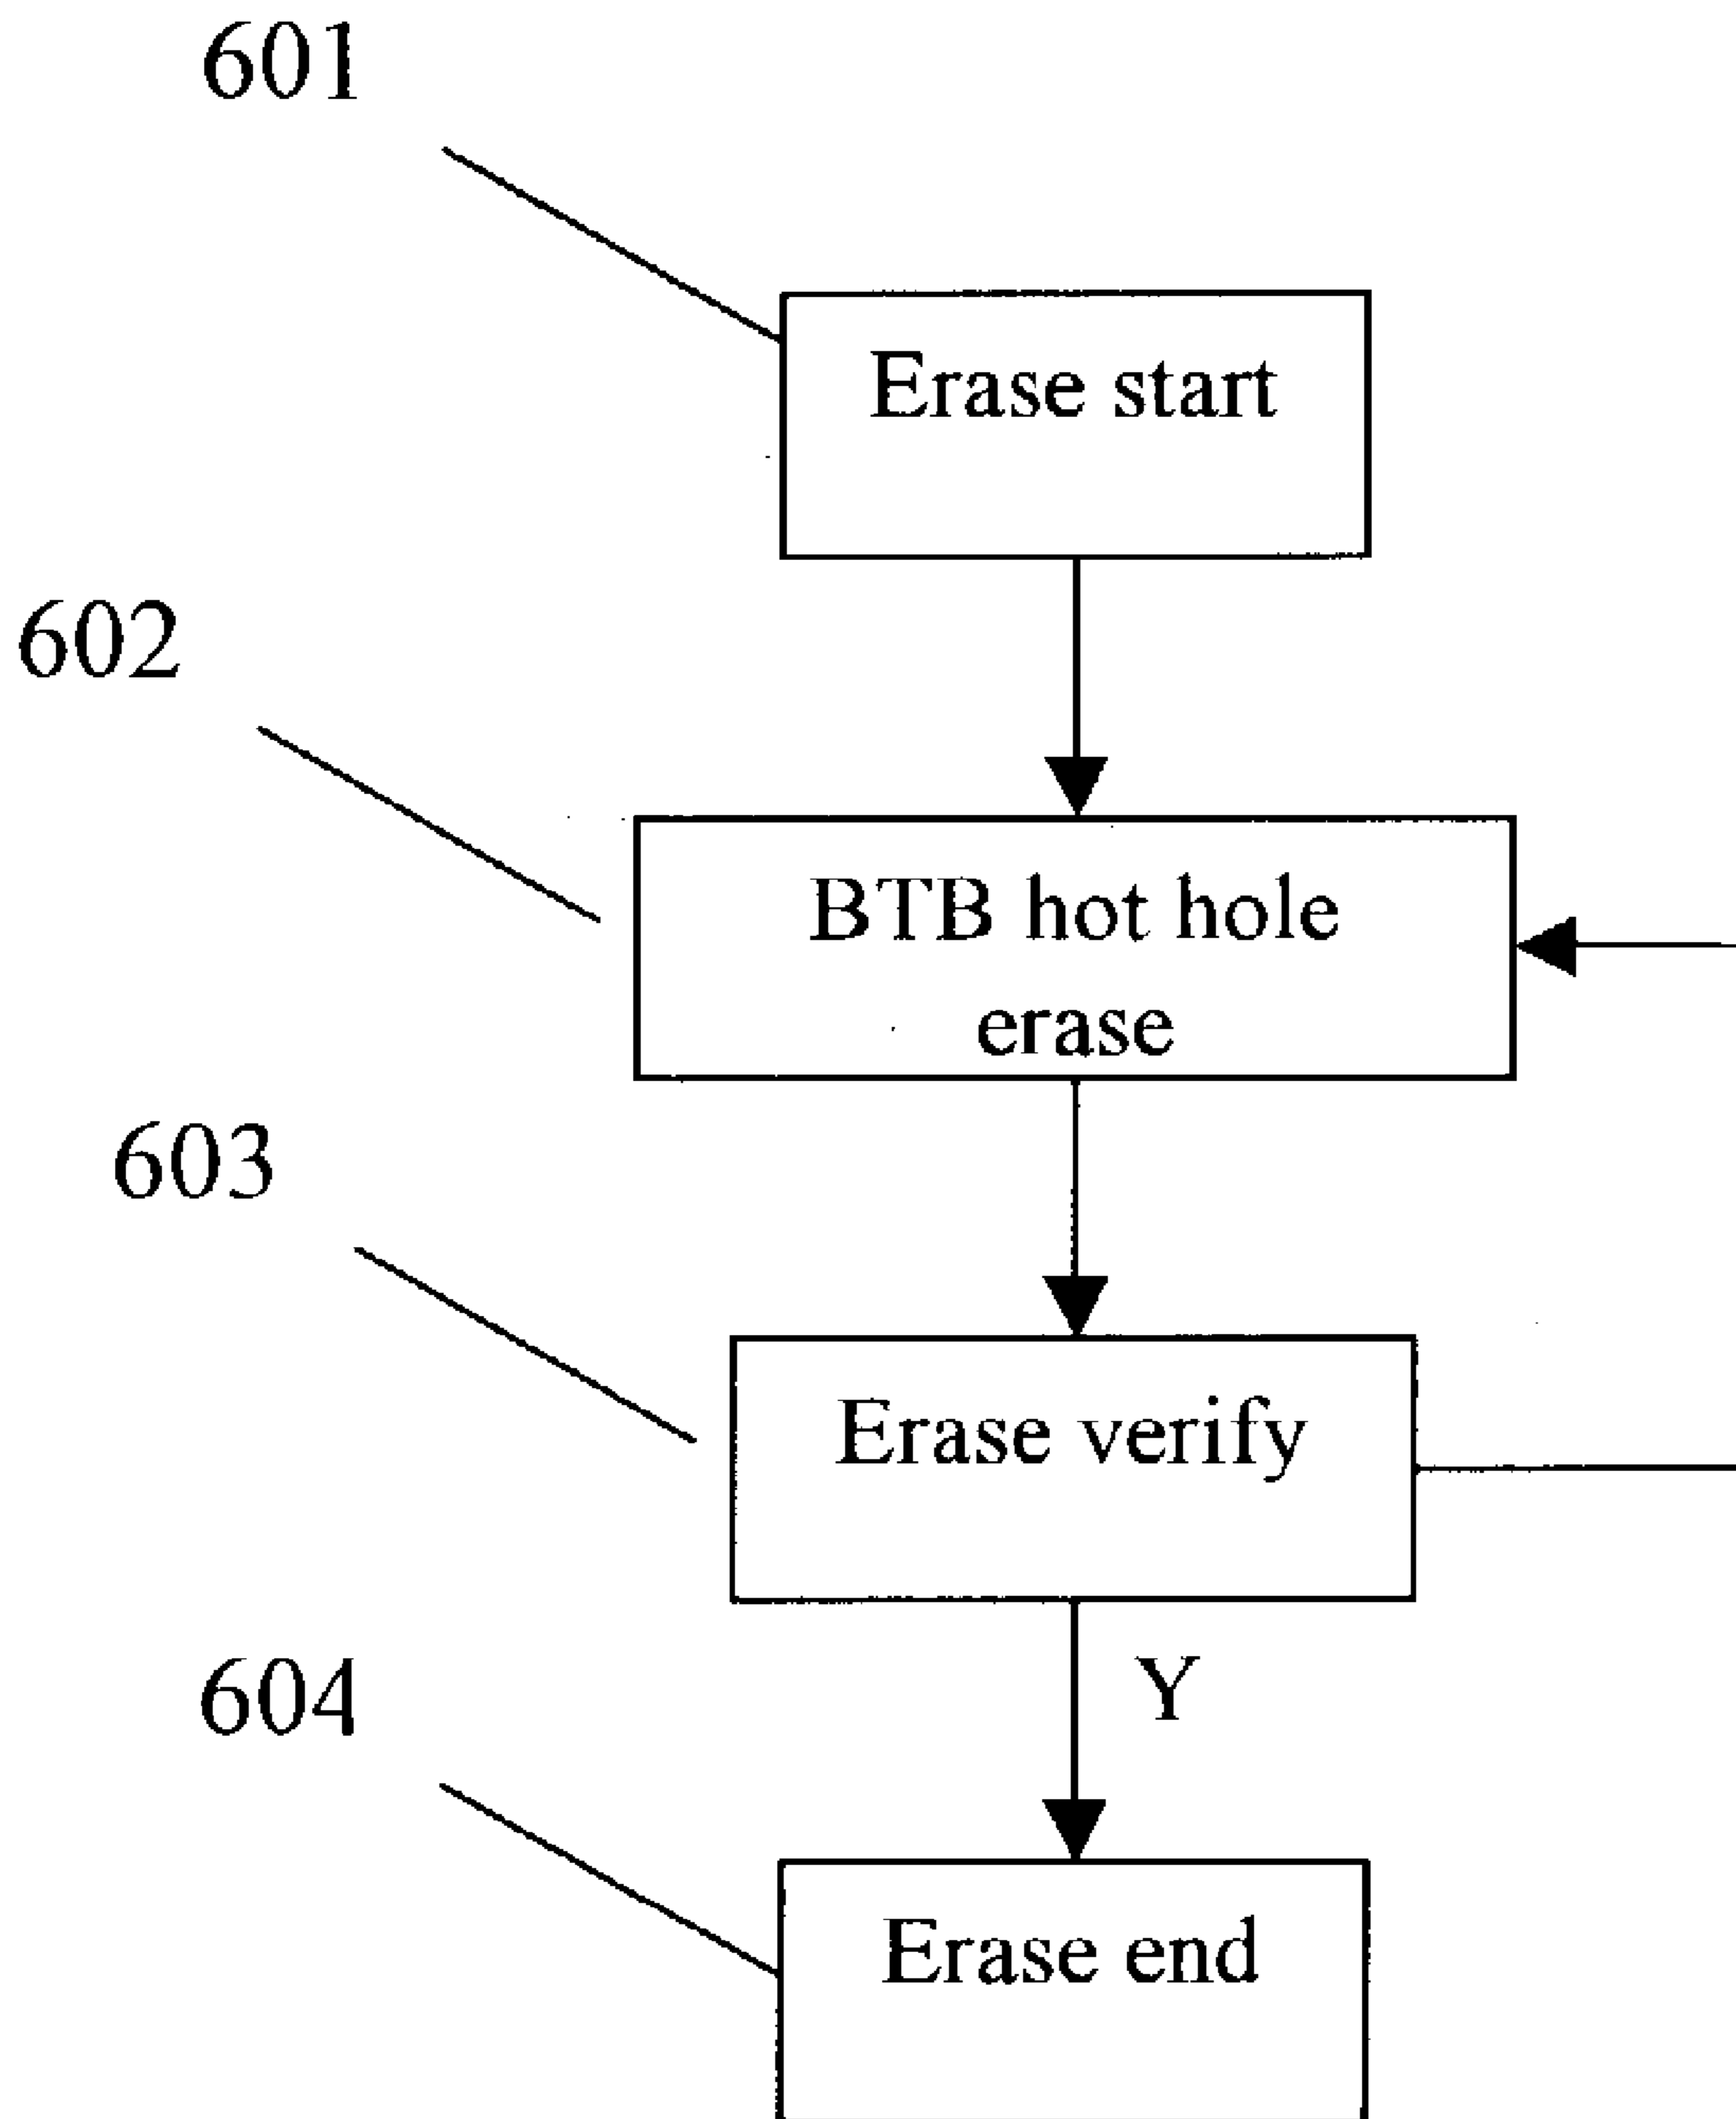 601
Erase start
602
BTB hot hole
erase
603
Erase verify
Y
604
Erase end